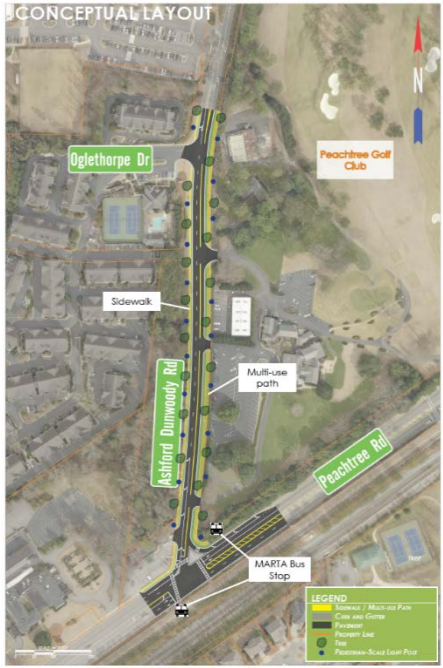 CONCEPTUAL LAYOUT
N
Oglethorpe Dr
Peachtree Golf
Club
Sidewalk
Multi-use
path
Ashford Dunwoody Rd
Peachtree Rd
MARTA Bus
Stop
LEGEND
SIDEWALK / MULTI-USE PATH
CURB AND GUTTER
PAVEMENT
PROPERTY LINE
TREE
PEDESTRIAN-SCALE LIGHT POLE